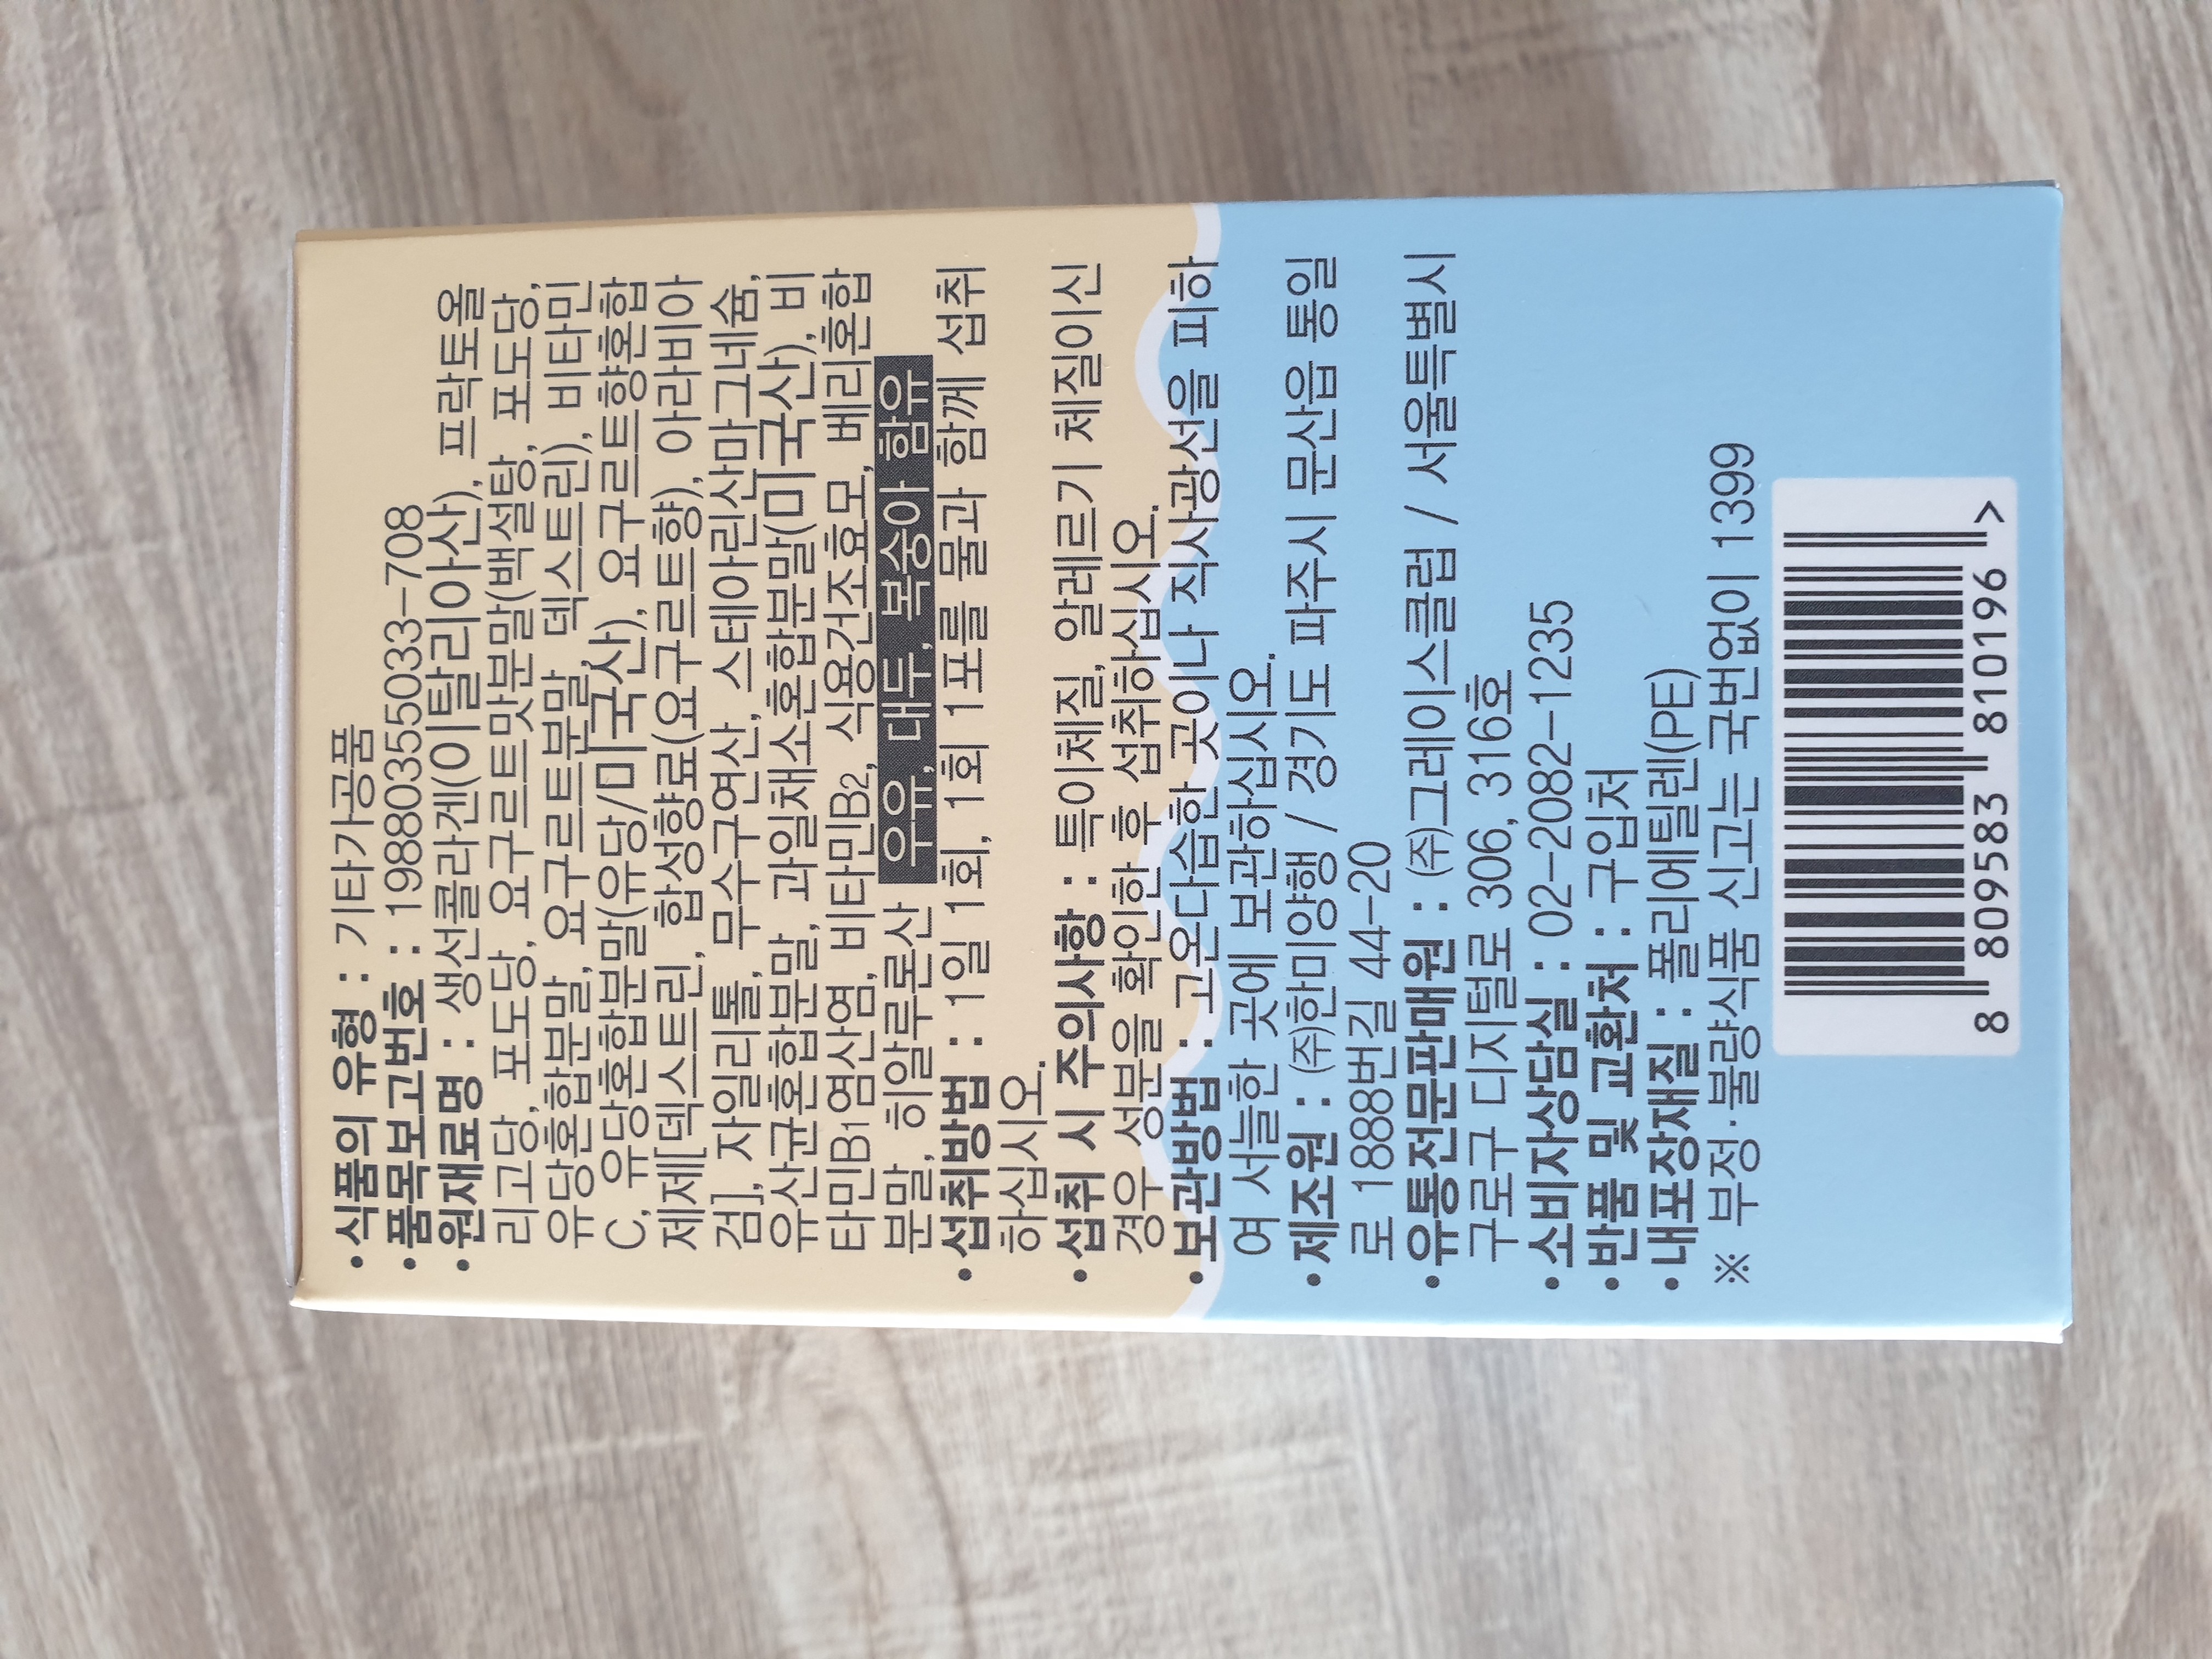 • 식품의 유형 : 기타가공품
• 품목보고번호 : 19880355033-708
• 원재료명 : 생선콜라겐(이탈리아산), 프락토올
리고당, 포도당, 요구르트맛분말(백설탕, 포도당,
유당혼합분말, 요구르트분말, 덱스트린), 비타민
C, 유당혼합분말(유당/미국산), 요구르트향혼합
제제[덱스트린, 합성향료(요구르트향), 아라비아
검], 자일리톨, 무수구연산, 스테아린산마그네슘,
유산균혼합분말, 과일채소혼합분말(미국산), 비
타민B1염산염, 비타민B2, 식용건조효모, 베리혼합
분말, 히알루론산 우유, 대두, 복숭아 함유
• 섭취방법 : 1일 1회, 1회 1포를 물과 함께 섭취
하십시오.
• 섭취 시 주의사항 : 특이체질, 알레르기 체질이신
경우 성분을 확인한 후 섭취하십시오.
• 보관방법 : 고온다습한 곳이나 직사광선을 피하
여 서늘한 곳에 보관하십시오.
• 제조원 : (주)한미양행 / 경기도 파주시 문산읍 통일
로 1888번길 44-20
• 유통전문판매원 : (주)그레이스클럽 / 서울특별시
구로구 디지털로 306, 316호
• 소비자상담실 : 02-2082-1235
• 반품 및 교환처 : 구입처
• 내포장재질 : 폴리에틸렌(PE)
※ 부정·불량식품 신고는 국번없이 1399
8 809583 810196 >